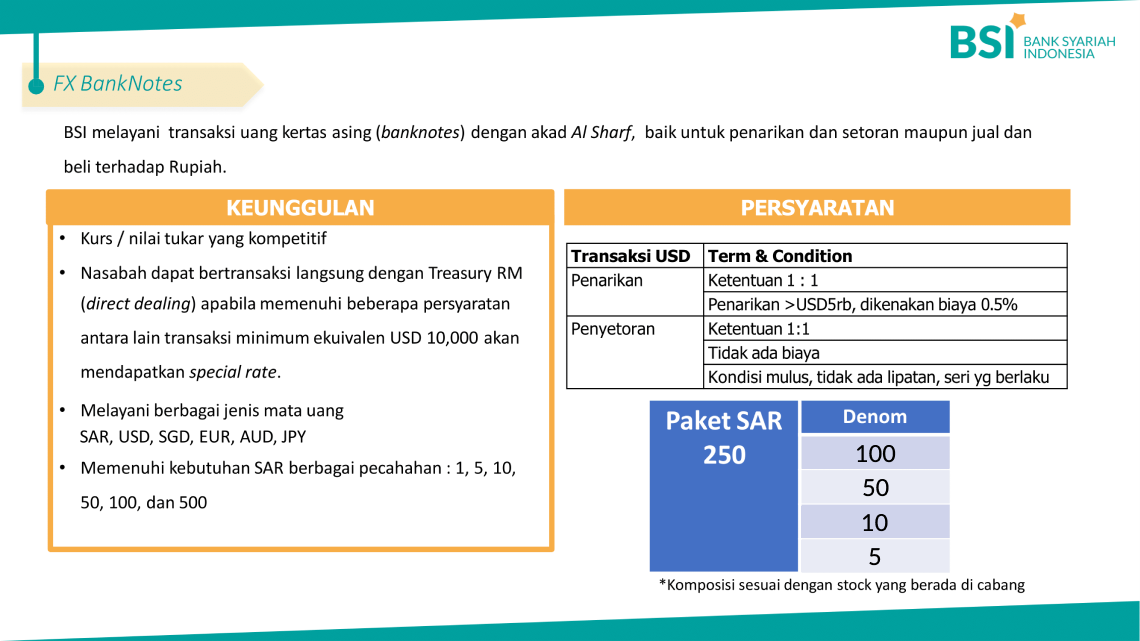 BSI BANK SYARIAH
INDONESIA
FX BankNotes
BSI melayani transaksi uang kertas asing (banknotes) dengan akad Al Sharf, baik untuk penarikan dan setoran maupun jual dan
beli terhadap Rupiah.
KEUNGGULAN
• Kurs / nilai tukar yang kompetitif
• Nasabah dapat bertransaksi langsung dengan Treasury RM
(direct dealing) apabila memenuhi beberapa persyaratan
antara lain transaksi minimum ekuivalen USD 10,000 akan
mendapatkan special rate.
• Melayani berbagai jenis mata uang
SAR, USD, SGD, EUR, AUD, JPY
• Memenuhi kebutuhan SAR berbagai pecahahan : 1, 5, 10,
50, 100, dan 500
PERSYARATAN
Transaksi USD Term & Condition
Penarikan Ketentuan 1 : 1
Penarikan >USD5rb, dikenakan biaya 0.5%
Penyetoran Ketentuan 1:1
Tidak ada biaya
Kondisi mulus, tidak ada lipatan, seri yg berlaku
Paket SAR
250
Denom
100
50
10
5
*Komposisi sesuai dengan stock yang berada di cabang